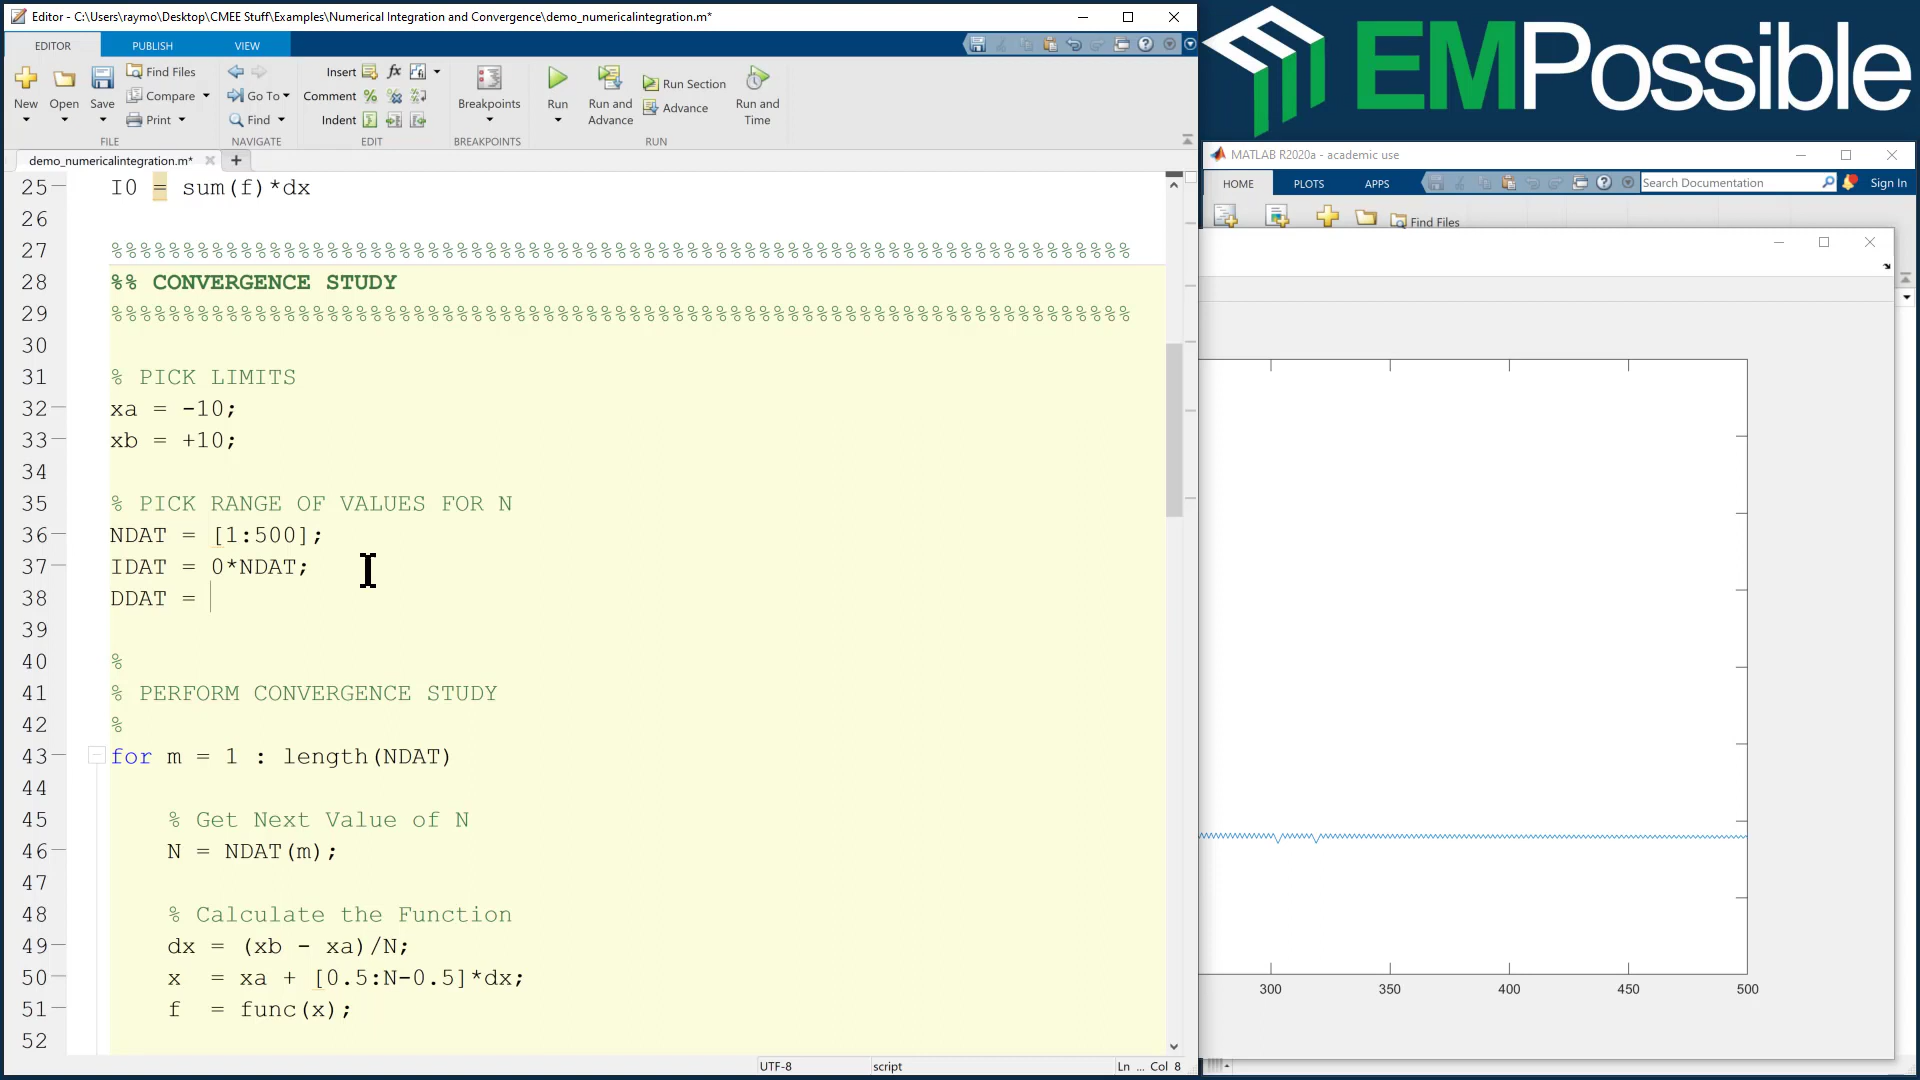 Editor - C:\Users\raymo\Desktop\CMEE Stuff\Examples\Numerical Integration and Convergence\demo_numericalintegration.m*
EDITOR PUBLISH VIEW
New Open Save
Find Files
Compare
Print
FILE
Go To
Find
NAVIGATE
Insert fx
Comment
Indent
EDIT
Breakpoints
BREAKPOINTS
Run
Run and Advance
Run Section
Advance
Run and Time
RUN
demo_numericalintegration.m*
25 I0 = sum(f)*dx
26
27 %%%%%%%%%%%%%%%%%%%%%%%%%%%%%%%%%%%%%%%%%%%%%%%%%%%%%%%%%%%%%%%%%%%%%%%
28 %% CONVERGENCE STUDY
29 %%%%%%%%%%%%%%%%%%%%%%%%%%%%%%%%%%%%%%%%%%%%%%%%%%%%%%%%%%%%%%%%%%%%%%%
30
31 % PICK LIMITS
32 xa = -10;
33 xb = +10;
34
35 % PICK RANGE OF VALUES FOR N
36 NDAT = [1:500];
37 IDAT = 0*NDAT;
38 DDAT =
39
40 %
41 % PERFORM CONVERGENCE STUDY
42 %
43 for m = 1 : length(NDAT)
44
45 % Get Next Value of N
46 N = NDAT(m);
47
48 % Calculate the Function
49 dx = (xb - xa)/N;
50 x = xa + [0.5:N-0.5]*dx;
51 f = func(x);
52
UTF-8 script Ln ... Col 8
EMPossible
MATLAB R2020a - academic use
HOME PLOTS APPS Search Documentation Sign In
Find Files
300 350 400 450 500